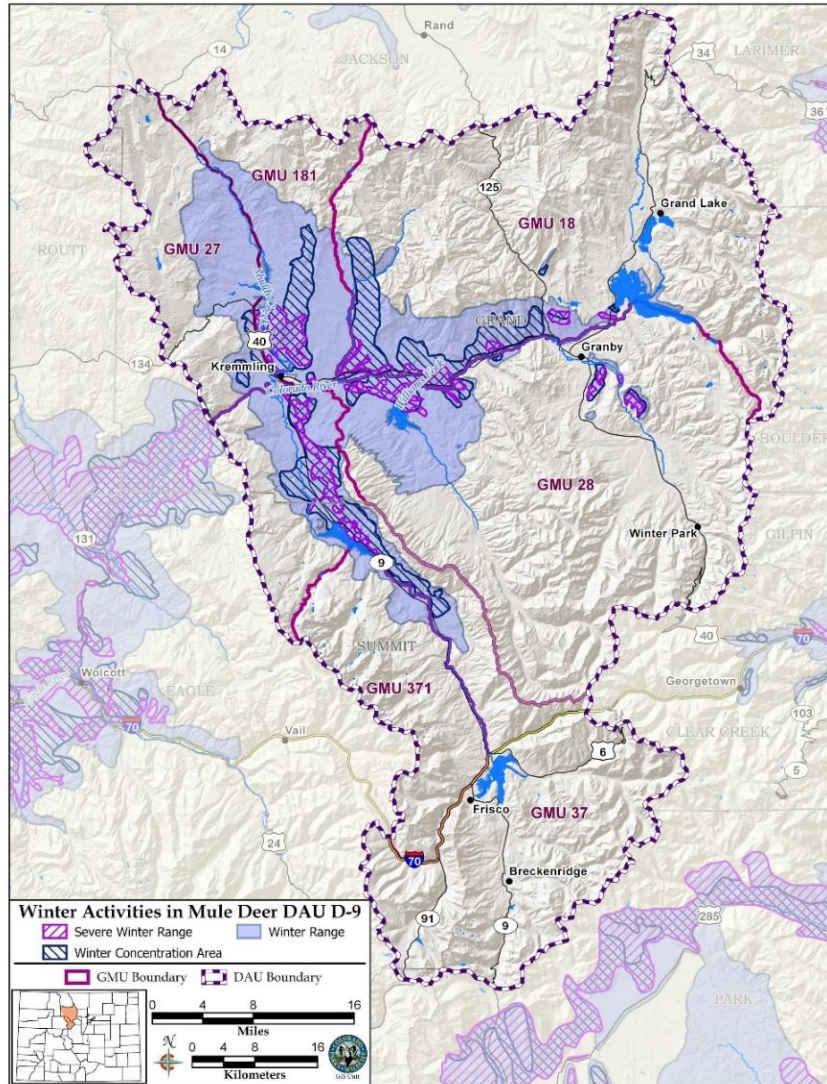 Rand
14
JACKSON
LARIMER
34
36
GMU 181
125
Grand Lake
GMU 18
ROUTT
GMU 27
GRAND
40
134
Kremmling
Granby
Colorado River
Williams Fork
BOULDER
GMU 28
131
Winter Park
GILPIN
9
40
70
SUMMIT
Wolcott
EAGLE
GMU 371
Georgetown
70
Vail
CLEAR CREEK
103
6
5
GMU 37
Frisco
24
70
Breckenridge
91
9
285
PARK
Winter Activities in Mule Deer DAU D-9
Severe Winter Range Winter Range
Winter Concentration Area
GMU Boundary DAU Boundary
0 4 8 16
Miles
N
0 4 8 16
Kilometers
GIS Unit